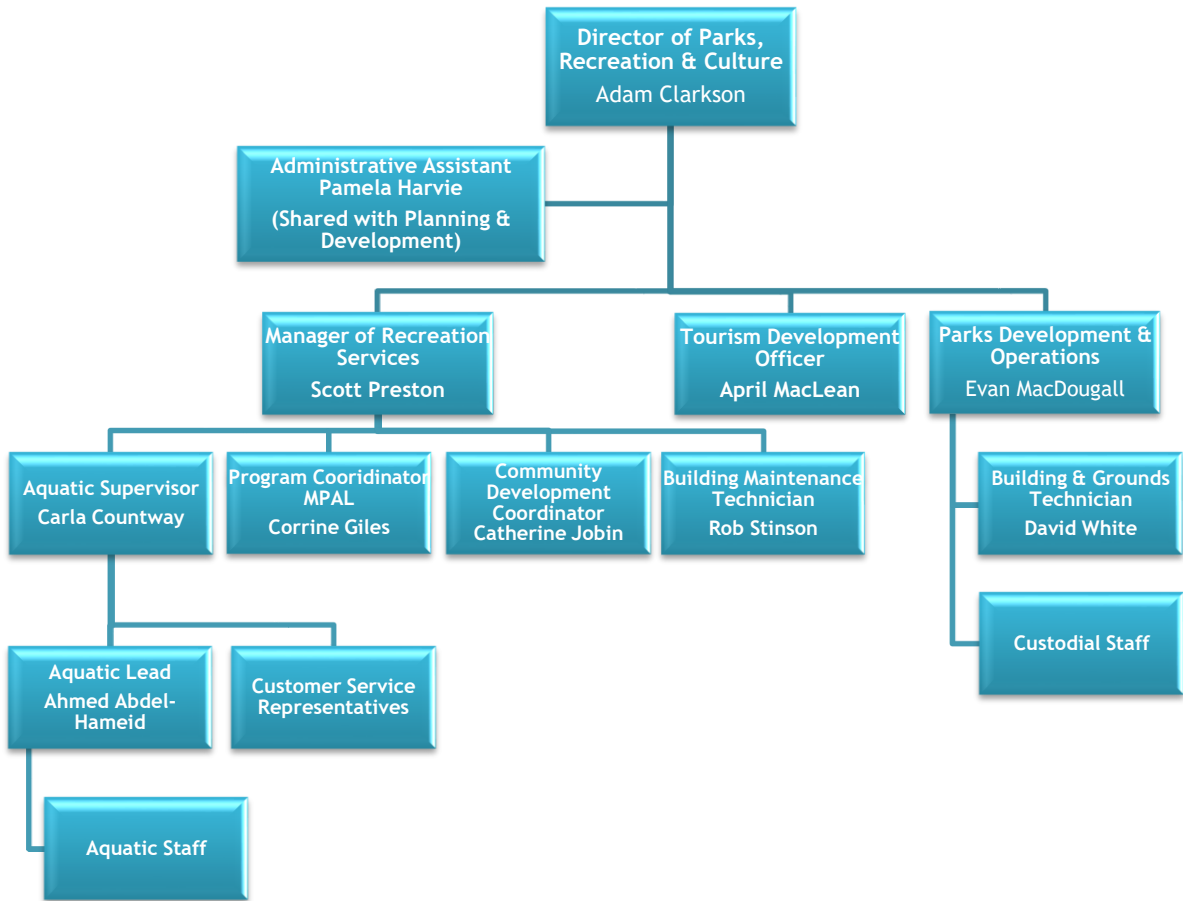 Director of Parks,
Recreation & Culture
Adam Clarkson
Administrative Assistant
Pamela Harvie
(Shared with Planning &
Development)
Manager of Recreation
Services
Scott Preston
Tourism Development
Officer
April MacLean
Parks Development &
Operations
Evan MacDougall
Aquatic Supervisor
Carla Countway
Program Cooridinator
MPAL
Corrine Giles
Community
Development
Coordinator
Catherine Jobin
Building Maintenance
Technician
Rob Stinson
Building & Grounds
Technician
David White
Aquatic Lead
Ahmed Abdel-
Hameid
Customer Service
Representatives
Custodial Staff
Aquatic Staff